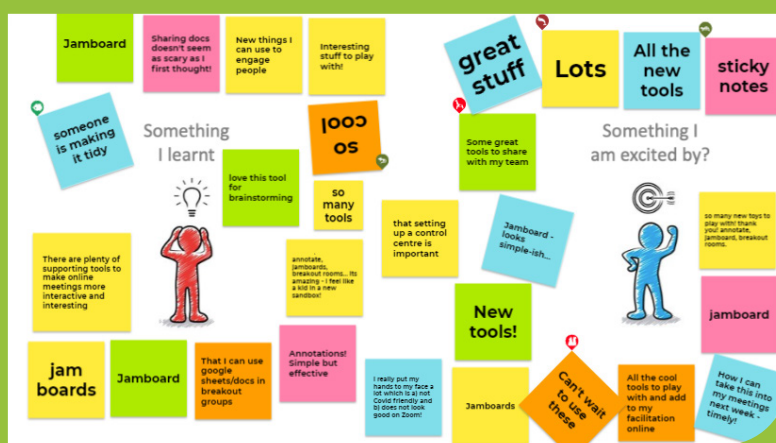 Jamboard
Sharing docs
doesn't seem
as scary as I
first thought!
New things I
can use to
engage
people
Interesting
stuff to play
with!
great
stuff
Lots
All the
new
tools
sticky
notes
someone
is making
it tidy
Something
I learnt
so
cool
Some great
tools to share
with my team
Something I
am excited by?
love this tool
for
brainstorming
so
many
tools
that setting
up a control
centre is
important
Jamboard -
looks
simple-ish...
so many new toys to
play with! thank
you! annotate,
jamboard, breakout
rooms.
There are plenty of
supporting tools to
make online
meetings more
interactive and
interesting
annotate,
jamboards,
breakout rooms... Its
amazing - I feel like
a kid in a new
sandbox!
New
tools!
jamboard
jam
boards
Jamboard
That I can use
google
sheets/docs in
breakout
groups
Annotations!
Simple but
effective
I really put my
hands to my face a
lot which is a) not
Covid friendly and
b) does not look
good on Zoom!
Jamboards
Can't wait
to use
these
All the cool
tools to play
with and add
to my
facilitation
online
How I can
take this into
my meetings
next week -
timely!